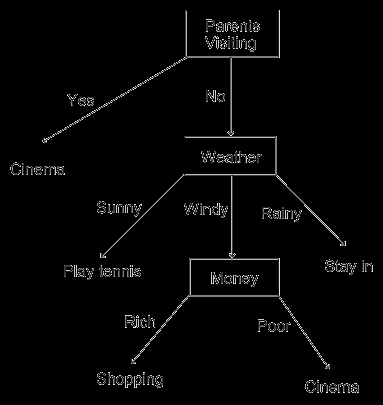 Parents
Visiting
Yes
No
Cinema
Weather
Sunny
Windy
Rainy
Play tennis
Stay in
Money
Rich
Poor
Shopping
Cinema